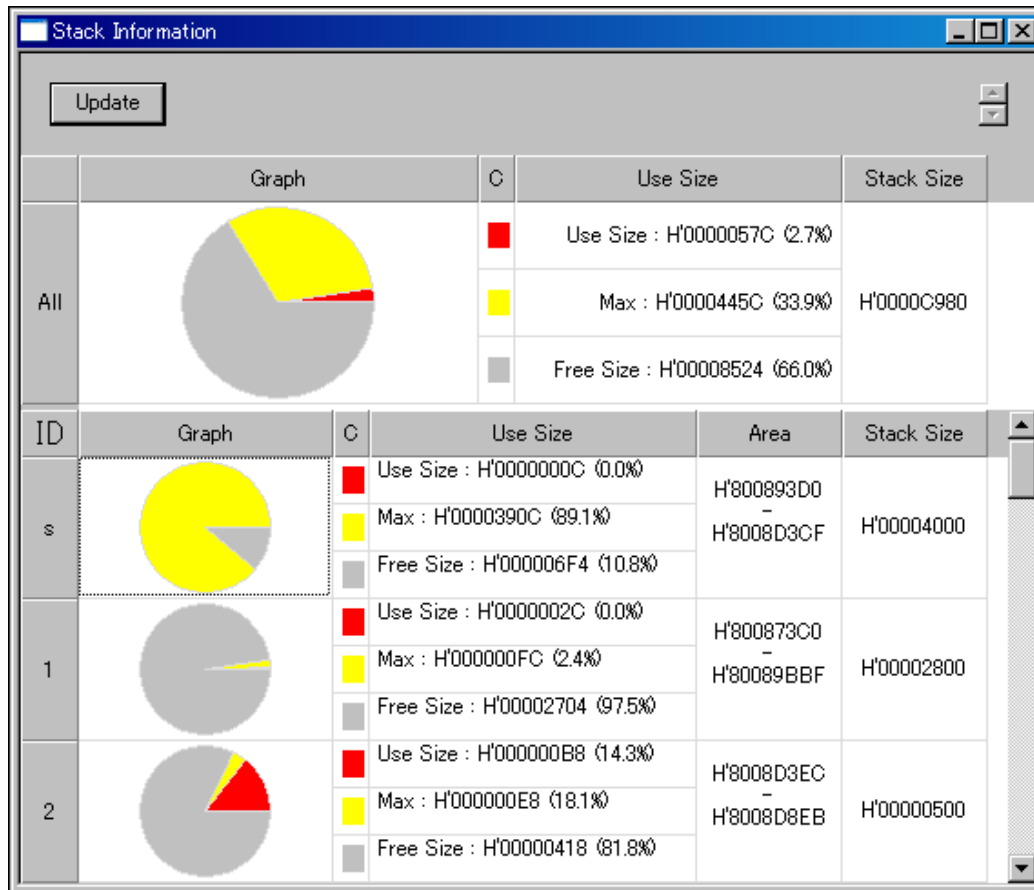 Stack Information
Update
Graph C Use Size Stack Size
All
Use Size : H'0000057C (2.7%)
Max : H'0000445C (33.9%)
H'0000C980
Free Size : H'00008524 (66.0%)
ID Graph C Use Size Area Stack Size
s
Use Size : H'0000000C (0.0%)
Max : H'0000390C (89.1%)
Free Size : H'000006F4 (10.8%)
H'800893D0
–
H'8008D3CF
H'00004000
1
Use Size : H'0000002C (0.0%)
Max : H'000000FC (2.4%)
Free Size : H'00002704 (97.5%)
H'800873C0
–
H'80089BBF
H'00002800
2
Use Size : H'000000B8 (14.3%)
Max : H'000000E8 (18.1%)
Free Size : H'00000418 (81.8%)
H'8008D3EC
–
H'8008D8EB
H'00000500